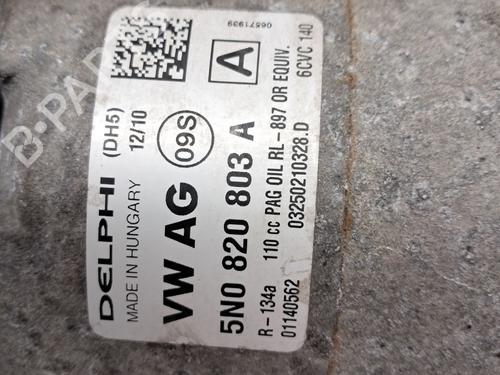 06571939
A
DELPHI (DH5)
MADE IN HUNGARY 12/10
VW AG 09S
5N0 820 803 A
R-134a 110 cc PAG OIL RL-897 OR EQUIV.
01140562 03250210328.D 6CVC 140
B-PARTS